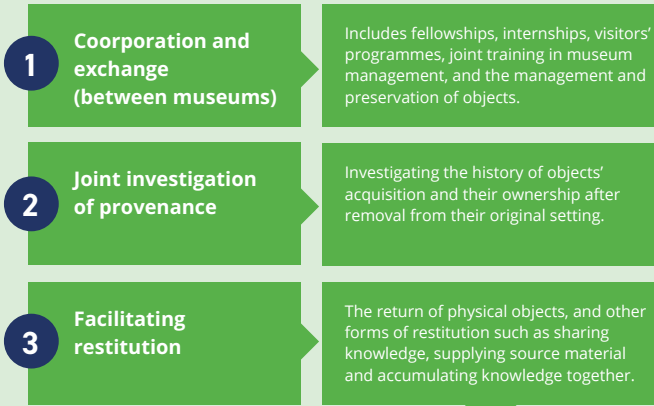 1
Coorporation and
exchange
(between museums)
Includes fellowships, internships, visitors’
programmes, joint training in museum
management, and the management and
preservation of objects.
2
Joint investigation
of provenance
Investigating the history of objects’
acquisition and their ownership after
removal from their original setting.
3
Facilitating
restitution
The return of physical objects, and other
forms of restitution such as sharing
knowledge, supplying source material
and accumulating knowledge together.